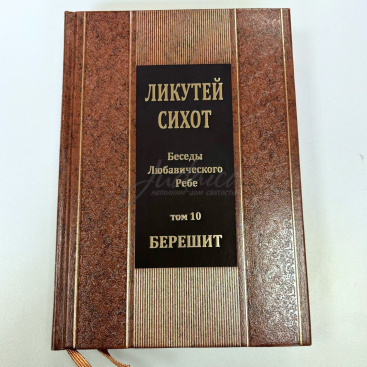 ЛИКУТЕЙ
СИХОТ
Беседы
Любавического
Ребе
том 10
БЕРЕШИТ